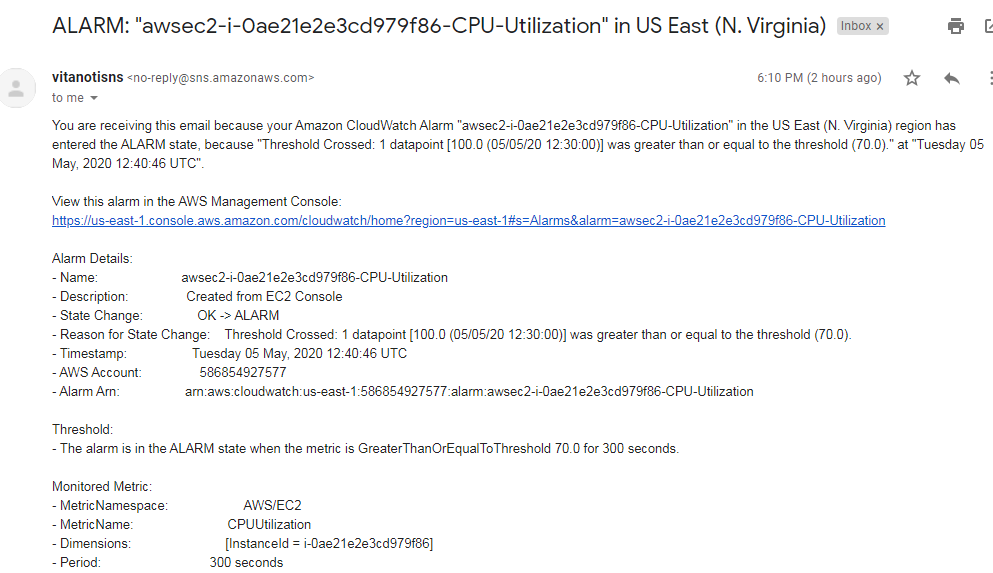 ALARM: "awsec2-i-0ae21e2e3cd979f86-CPU-Utilization" in US East (N. Virginia) Inbox x
vitanotisns <no-reply@sns.amazonaws.com> 6:10 PM (2 hours ago)
to me
You are receiving this email because your Amazon CloudWatch Alarm "awsec2-i-0ae21e2e3cd979f86-CPU-Utilization" in the US East (N. Virginia) region has
entered the ALARM state, because "Threshold Crossed: 1 datapoint [100.0 (05/05/20 12:30:00)] was greater than or equal to the threshold (70.0)." at "Tuesday 05
May, 2020 12:40:46 UTC".
View this alarm in the AWS Management Console:
https://us-east-1.console.aws.amazon.com/cloudwatch/home?region=us-east-1#s=Alarms&alarm=awsec2-i-0ae21e2e3cd979f86-CPU-Utilization
Alarm Details:
- Name: awsec2-i-0ae21e2e3cd979f86-CPU-Utilization
- Description: Created from EC2 Console
- State Change: OK -> ALARM
- Reason for State Change: Threshold Crossed: 1 datapoint [100.0 (05/05/20 12:30:00)] was greater than or equal to the threshold (70.0).
- Timestamp: Tuesday 05 May, 2020 12:40:46 UTC
- AWS Account: 586854927577
- Alarm Arn: arn:aws:cloudwatch:us-east-1:586854927577:alarm:awsec2-i-0ae21e2e3cd979f86-CPU-Utilization
Threshold:
- The alarm is in the ALARM state when the metric is GreaterThanOrEqualToThreshold 70.0 for 300 seconds.
Monitored Metric:
- MetricNamespace: AWS/EC2
- MetricName: CPUUtilization
- Dimensions: [InstanceId = i-0ae21e2e3cd979f86]
- Period: 300 seconds